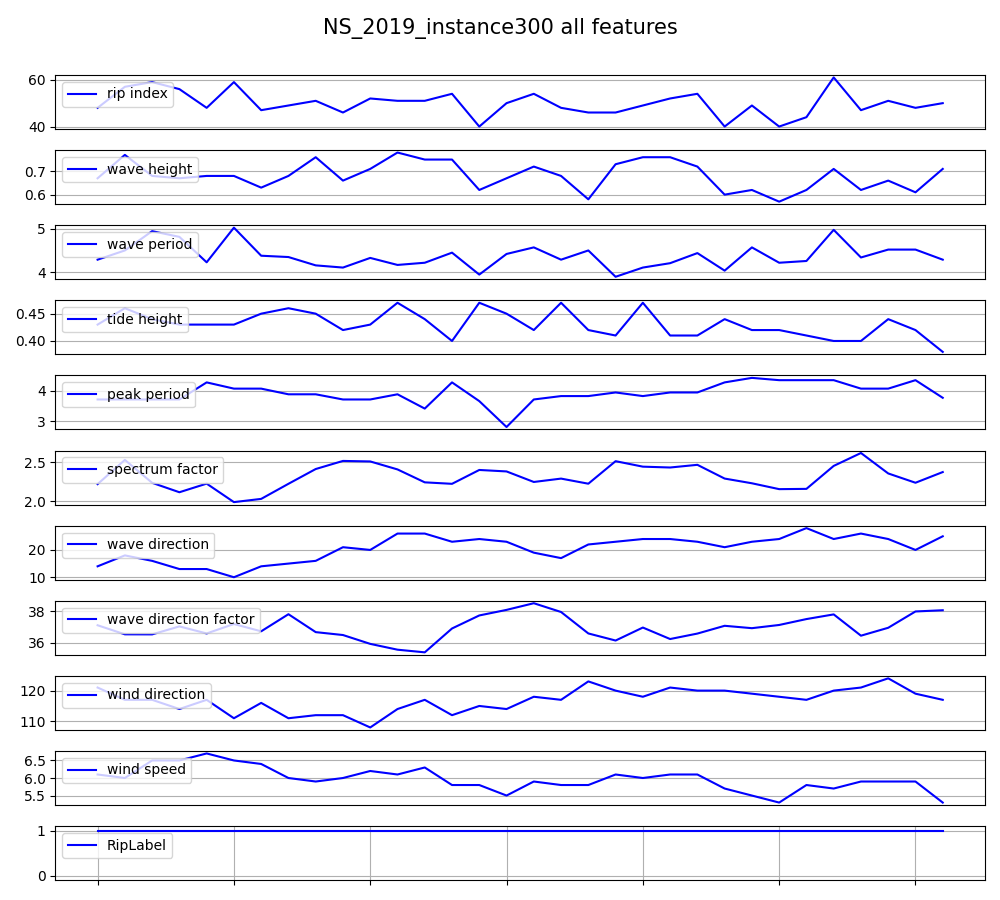 NS_2019_instance300 all features
60
40
rip index
0.7
0.6
wave height
5
4
wave period
0.45
0.40
tide height
4
3
peak period
2.5
2.0
spectrum factor
20
10
wave direction
38
36
wave direction factor
120
110
wind direction
6.5
6.0
5.5
wind speed
1
0
RipLabel